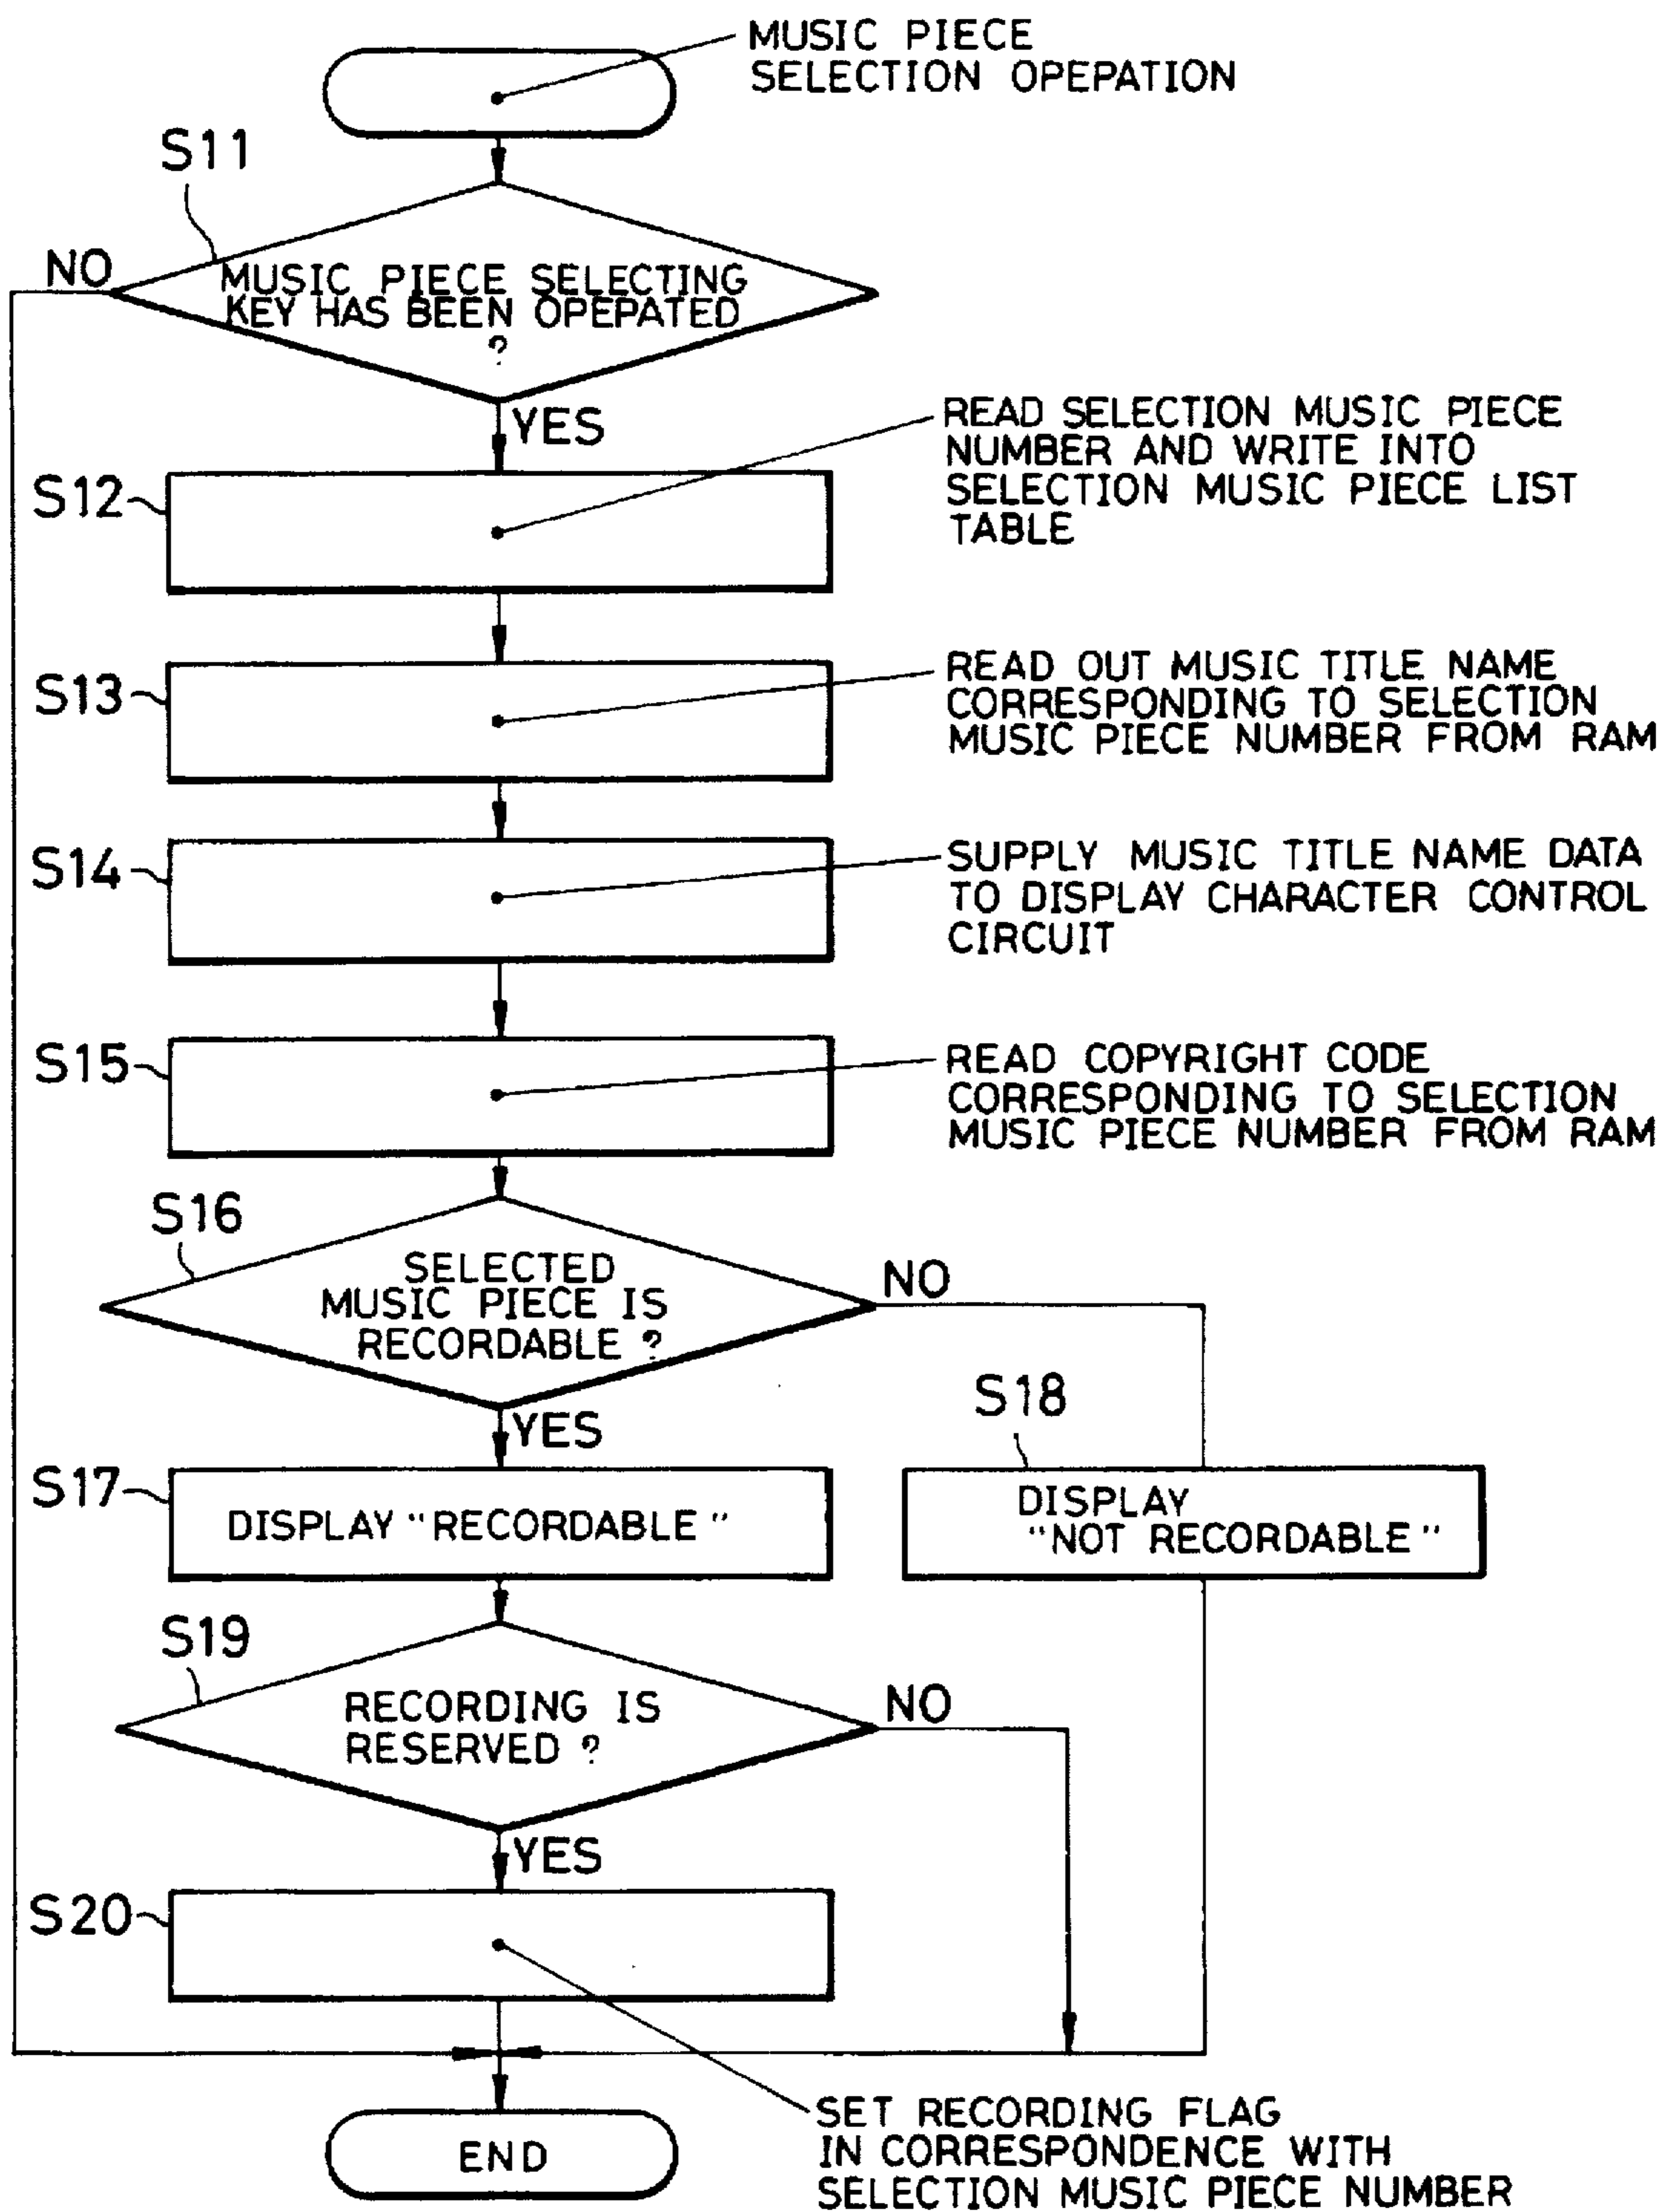 MUSIC PIECE
SELECTION OPEPATION
S11
NO
MUSIC PIECE SELECTING
KEY HAS BEEN OPEPATED
?
YES
READ SELECTION MUSIC PIECE
NUMBER AND WRITE INTO
SELECTION MUSIC PIECE LIST
TABLE
S12
S13
READ OUT MUSIC TITLE NAME
CORRESPONDING TO SELECTION
MUSIC PIECE NUMBER FROM RAM
S14
SUPPLY MUSIC TITLE NAME DATA
TO DISPLAY CHARACTER CONTROL
CIRCUIT
S15
READ COPYRIGHT CODE
CORRESPONDING TO SELECTION
MUSIC PIECE NUMBER FROM RAM
S16
SELECTED
MUSIC PIECE IS
RECORDABLE ?
NO
YES
S18
S17
DISPLAY "RECORDABLE"
DISPLAY
"NOT RECORDABLE"
S19
RECORDING IS
RESERVED ?
NO
YES
S20
SET RECORDING FLAG
IN CORRESPONDENCE WITH
SELECTION MUSIC PIECE NUMBER
END